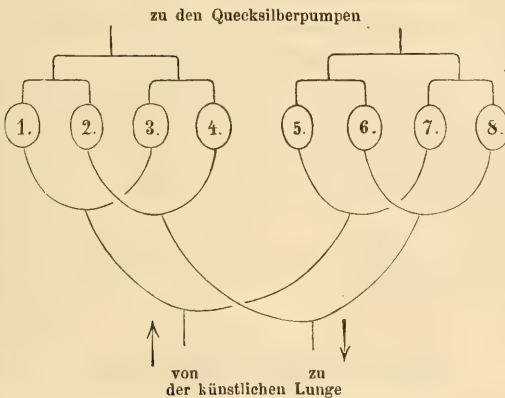 zu den Quecksilberpumpen
1. 2. 3. 4. 5. 6. 7. 8.
von zu
der künstlichen Lunge